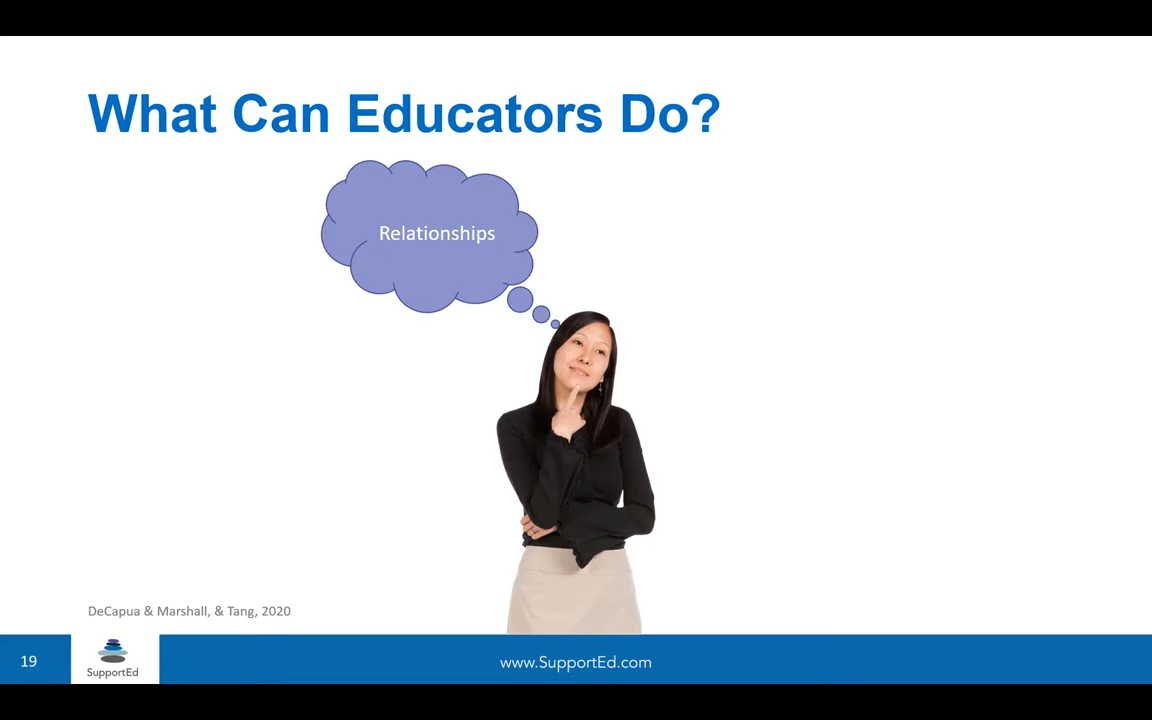 What Can Educators Do?
Relationships
DeCapua & Marshall, & Tang, 2020
19
SupportEd
www.SupportEd.com